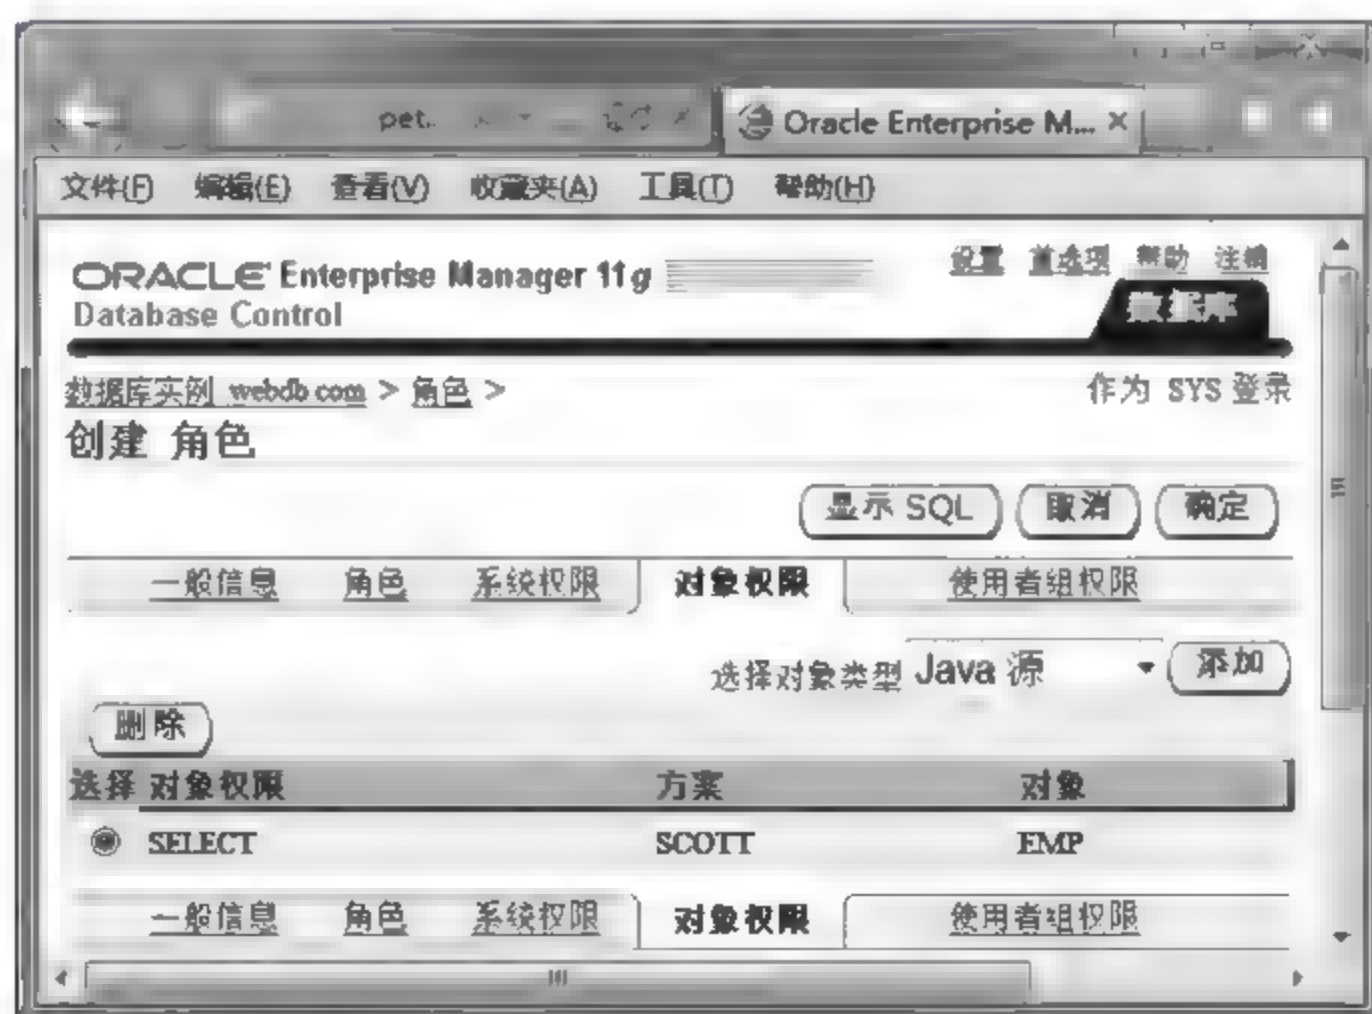 pet..
Oracle Enterprise M... ×
文件(F) 编辑(E) 查看(V) 收藏夹(A) 工具(T) 帮助(H)
设置 首选项 帮助 注销
ORACLE Enterprise Manager 11g
Database Control
数据库
数据库实例 webdb.com > 角色 >
作为 SYS 登录
创建 角色
显示 SQL 取消 确定
一般信息 角色 系统权限 对象权限 使用者组权限
选择对象类型 Java 源 添加
删除
选择 对象权限 方案 对象
SELECT SCOTT EMP
一般信息 角色 系统权限 对象权限 使用者组权限